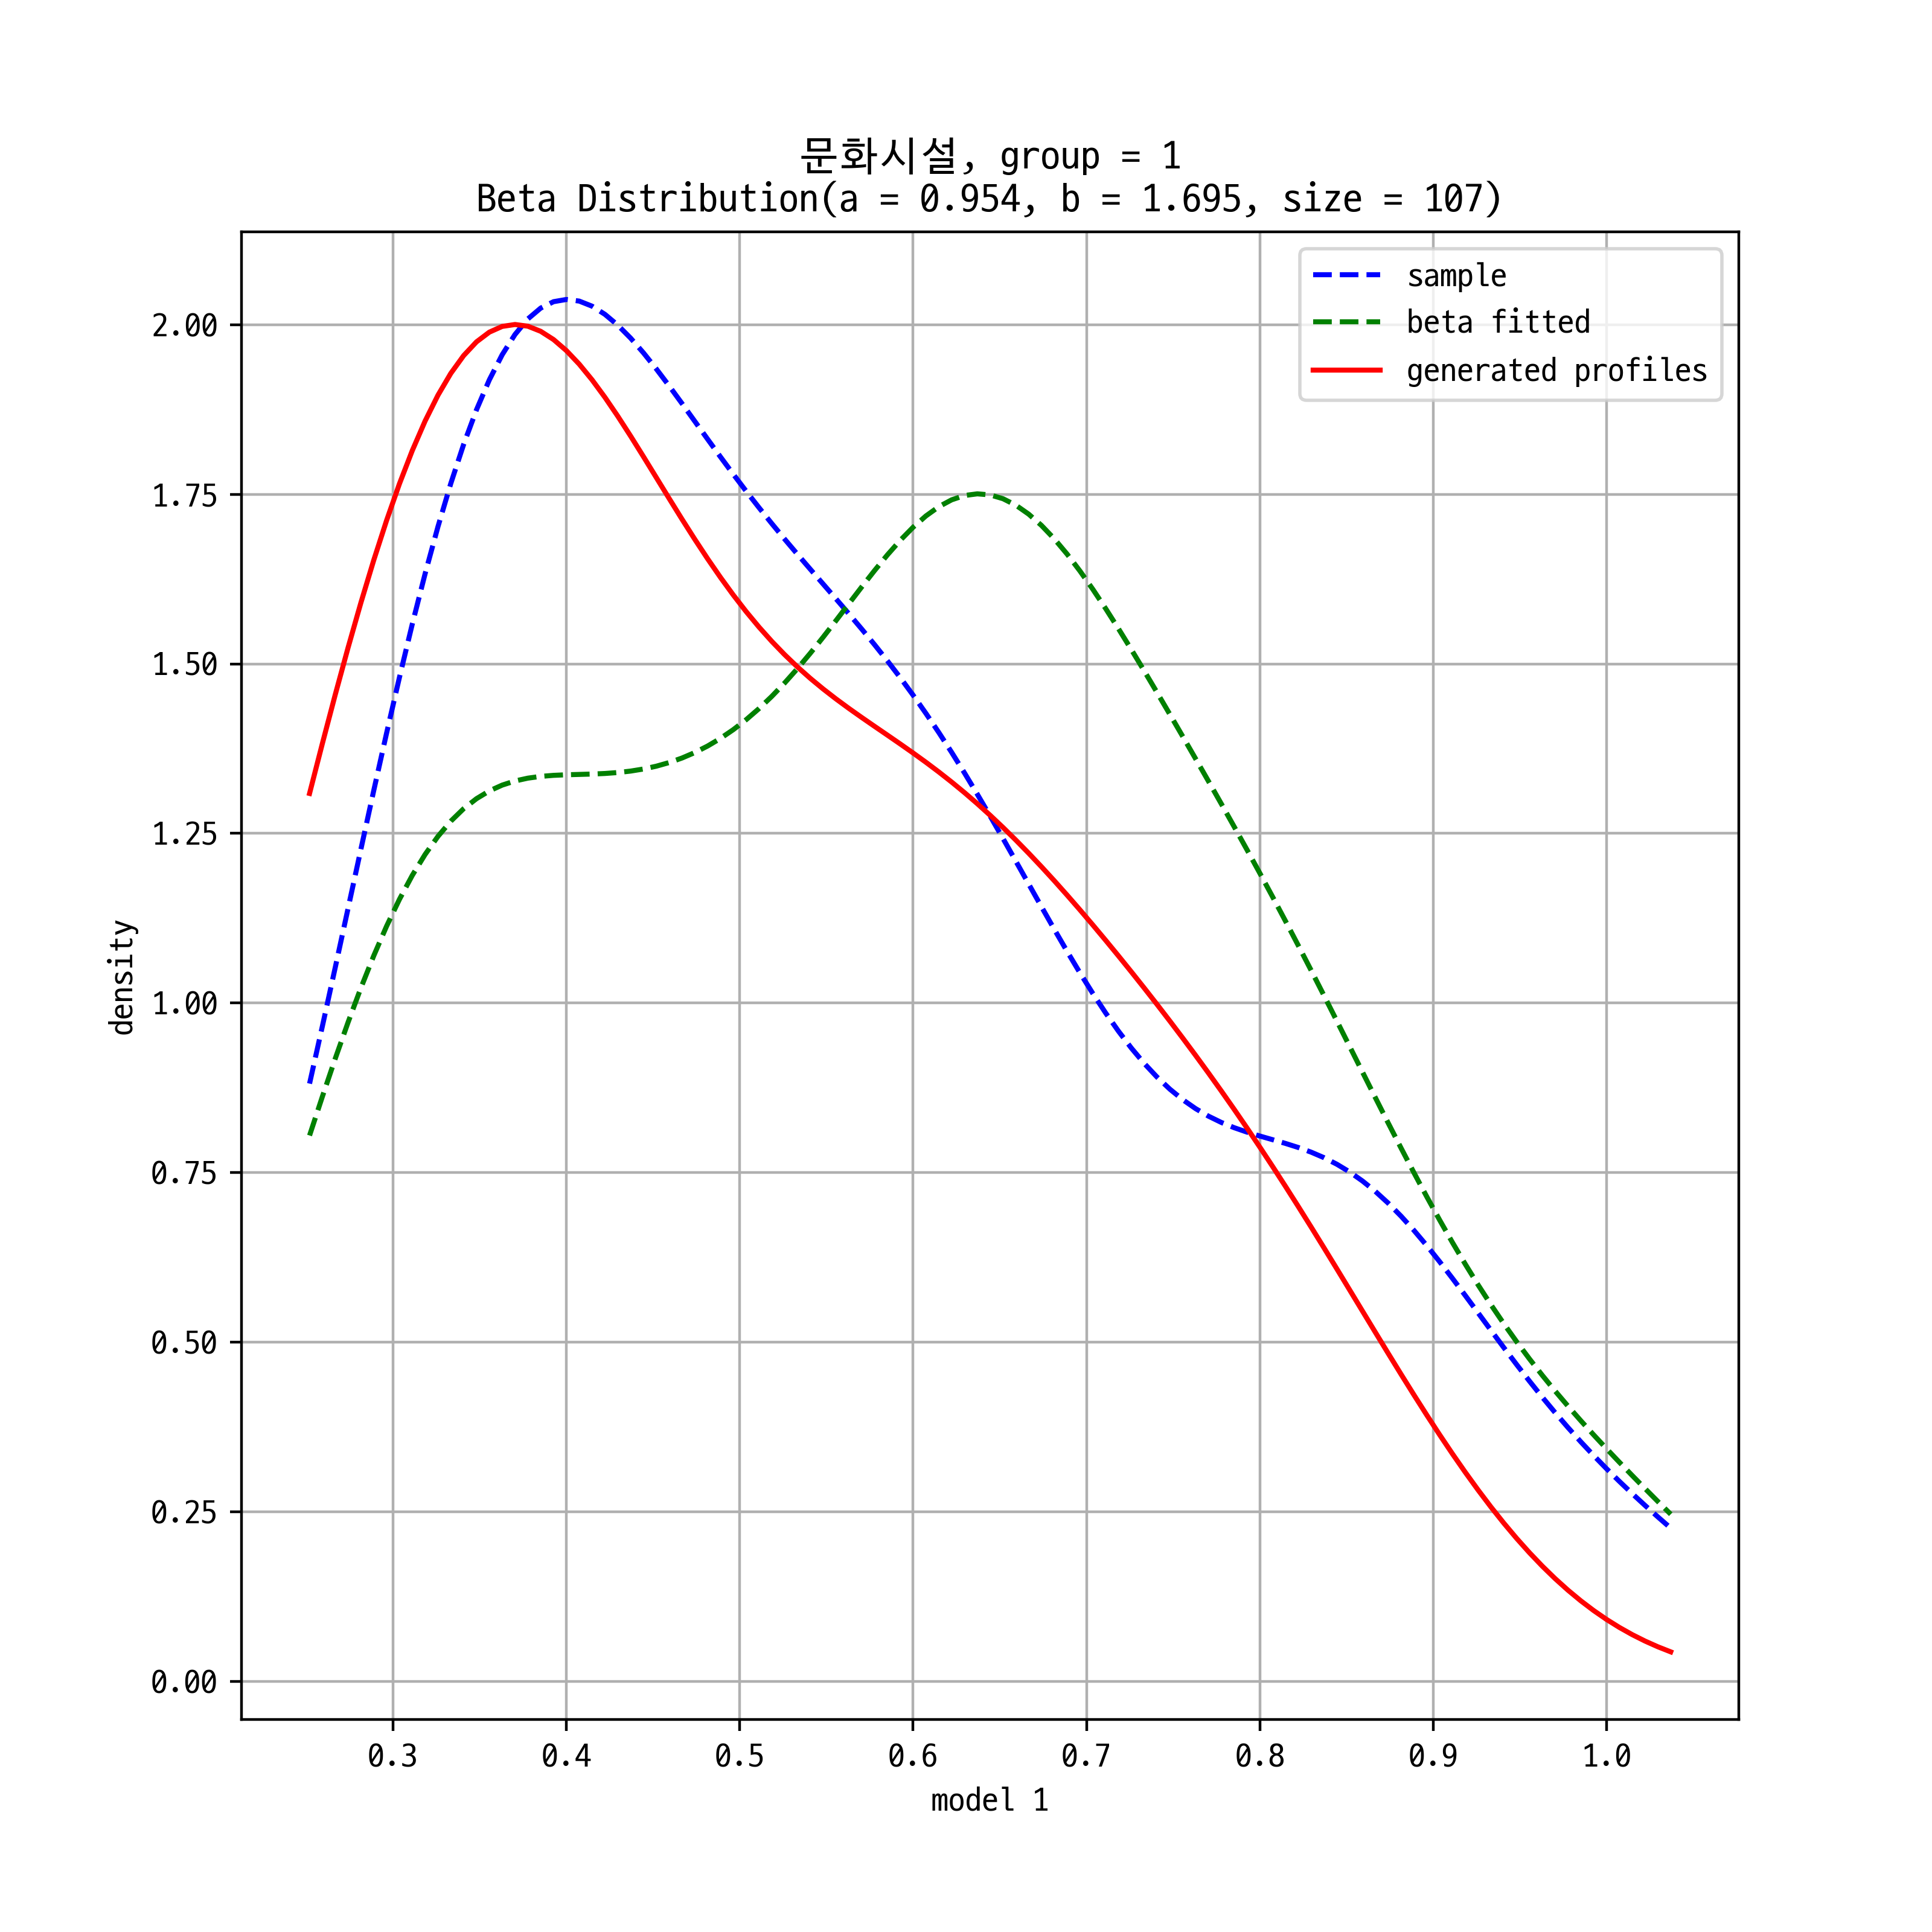 문화시설, group = 1
Beta Distribution(a = 0.954, b = 1.695, size = 107)
sample
beta fitted
generated profiles
2.00
1.75
1.50
1.25
1.00
0.75
0.50
0.25
0.00
density
0.3 0.4 0.5 0.6 0.7 0.8 0.9 1.0
model 1